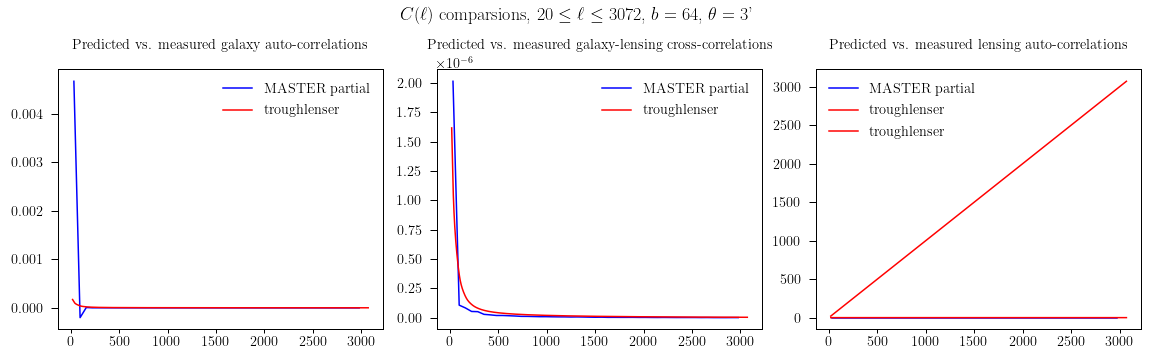 C(ℓ) comparsions, 20 ≤ ℓ ≤ 3072, b = 64, θ = 3'
Predicted vs. measured galaxy auto-correlations
MASTER partial
troughlenser
0.004
0.003
0.002
0.001
0.000
0 500 1000 1500 2000 2500 3000
Predicted vs. measured galaxy-lensing cross-correlations
×10⁻⁶
MASTER partial
troughlenser
2.00
1.75
1.50
1.25
1.00
0.75
0.50
0.25
0.00
0 500 1000 1500 2000 2500 3000
Predicted vs. measured lensing auto-correlations
MASTER partial
troughlenser
troughlenser
3000
2500
2000
1500
1000
500
0
0 500 1000 1500 2000 2500 3000